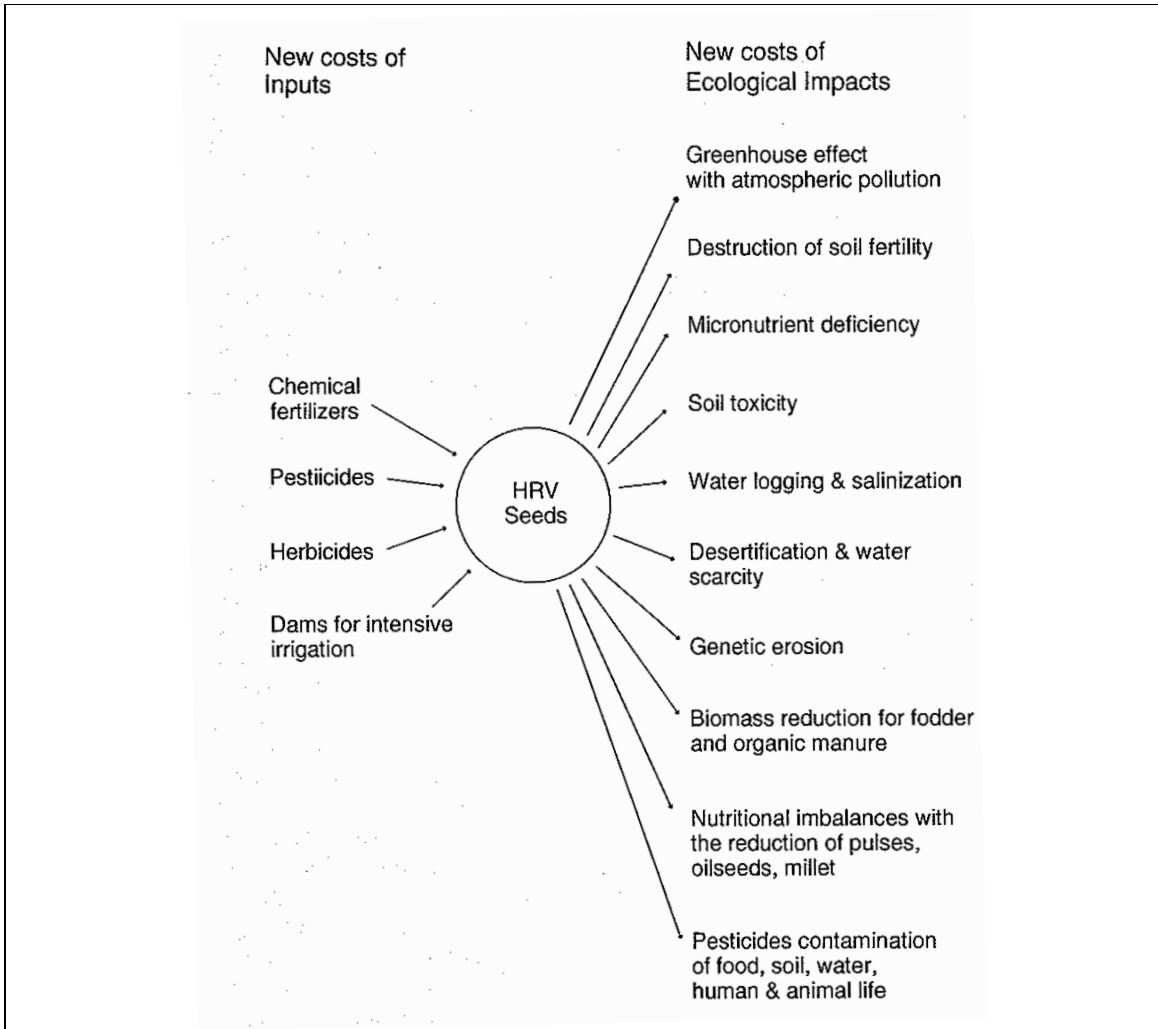 New costs of
Inputs
New costs of
Ecological Impacts
Greenhouse effect
with atmospheric pollution
Destruction of soil fertility
Micronutrient deficiency
Soil toxicity
Water logging & salinization
Desertification & water
scarcity
Genetic erosion
Biomass reduction for fodder
and organic manure
Nutritional imbalances with
the reduction of pulses,
oilseeds, millet
Pesticides contamination
of food, soil, water,
human & animal life
Chemical
fertilizers
Pestiicides
Herbicides
Dams for intensive
irrigation
HRV
Seeds